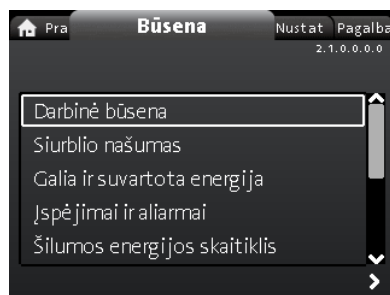 Pra Būsena Nustat Pagalba
2.1.0.0.0.0
Darbinė būsena
Siurblio našumas
Galia ir suvartota energija
Įspėjimai ir aliarmai
Šilumos energijos skaitiklis